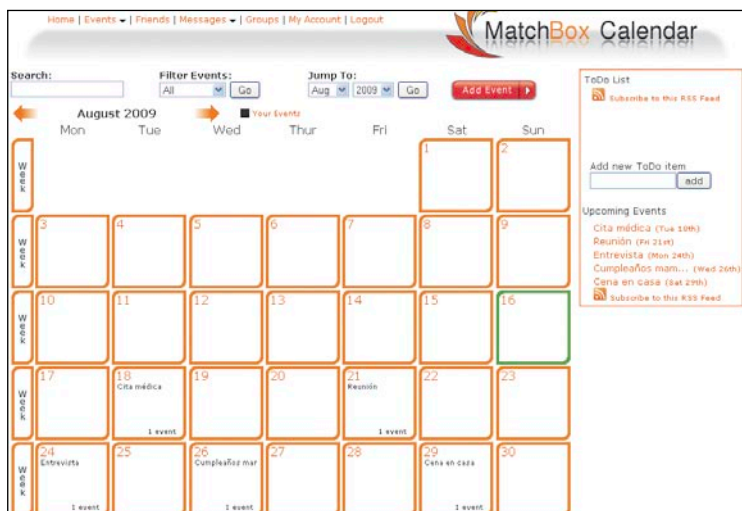 Home | Events | Friends | Messages | Groups | My Account | Logout
MatchBox Calendar
Search:
Filter Events:
All
Go
Jump To:
Aug
2009
Go
Add Event
August 2009
Your Events
Mon Tue Wed Thur Fri Sat Sun
Week
1 2
Week
3 4 5 6 7 8 9
Week
10 11 12 13 14 15 16
Week
17 18 19 20 21 22 23
Cita médica Reunión
1 event 1 event
Week
24 25 26 27 28 29 30
Entrevista Cumpleaños mar Cena en casa
1 event 1 event 1 event
ToDo List
Subscribe to this RSS Feed
Add new ToDo item
add
Upcoming Events
Cita médica (Tue 18th)
Reunión (Fri 21st)
Entrevista (Mon 24th)
Cumpleaños mam... (Wed 26th)
Cena en casa (Sat 29th)
Subscribe to this RSS Feed